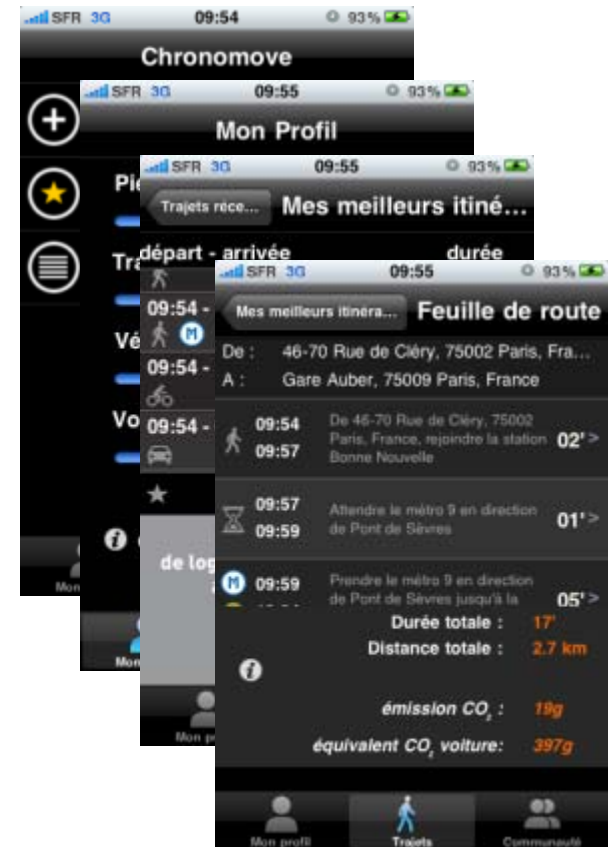 SFR 3G 09:54 93%
Chronomove
SFR 3G 09:55 93%
Mon Profil
SFR 3G 09:55 93%
Trajets réce... Mes meilleurs itiné...
départ - arrivée durée
09:54 -
M
09:54 -
09:54 -
de log
Mon
Mon
Mon p
SFR 3G 09:55 93%
Mes meilleurs itinéra... Feuille de route
De : 46-70 Rue de Cléry, 75002 Paris, Fra...
A : Gare Auber, 75009 Paris, France
09:54 De 46-70 Rue de Cléry, 75002
Paris, France, rejoindre la station 02' >
09:57 Bonne Nouvelle
09:57 Attendre le métro 9 en direction
09:59 de Pont de Sèvres 01' >
M 09:59 Prendre le métro 9 en direction
de Pont de Sèvres jusqu'à la 05' >
Durée totale : 17'
Distance totale : 2.7 km
émission CO₂ : 19g
équivalent CO₂ voiture: 397g
Mon profil Trajets Communauté